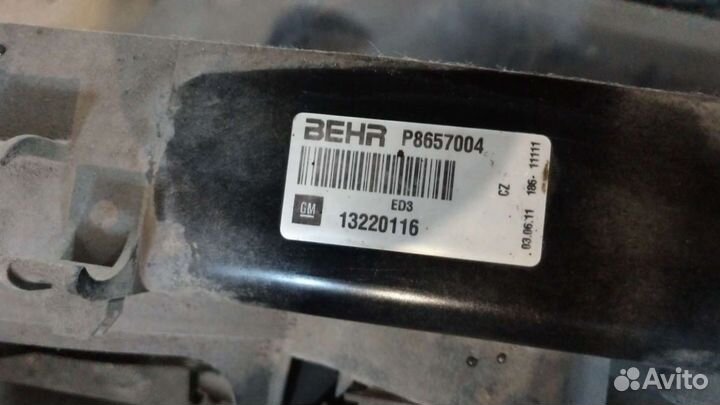 BEHR P8657004
ED3
GM 13220116
CZ
03.06.11 186- 11111
Avito